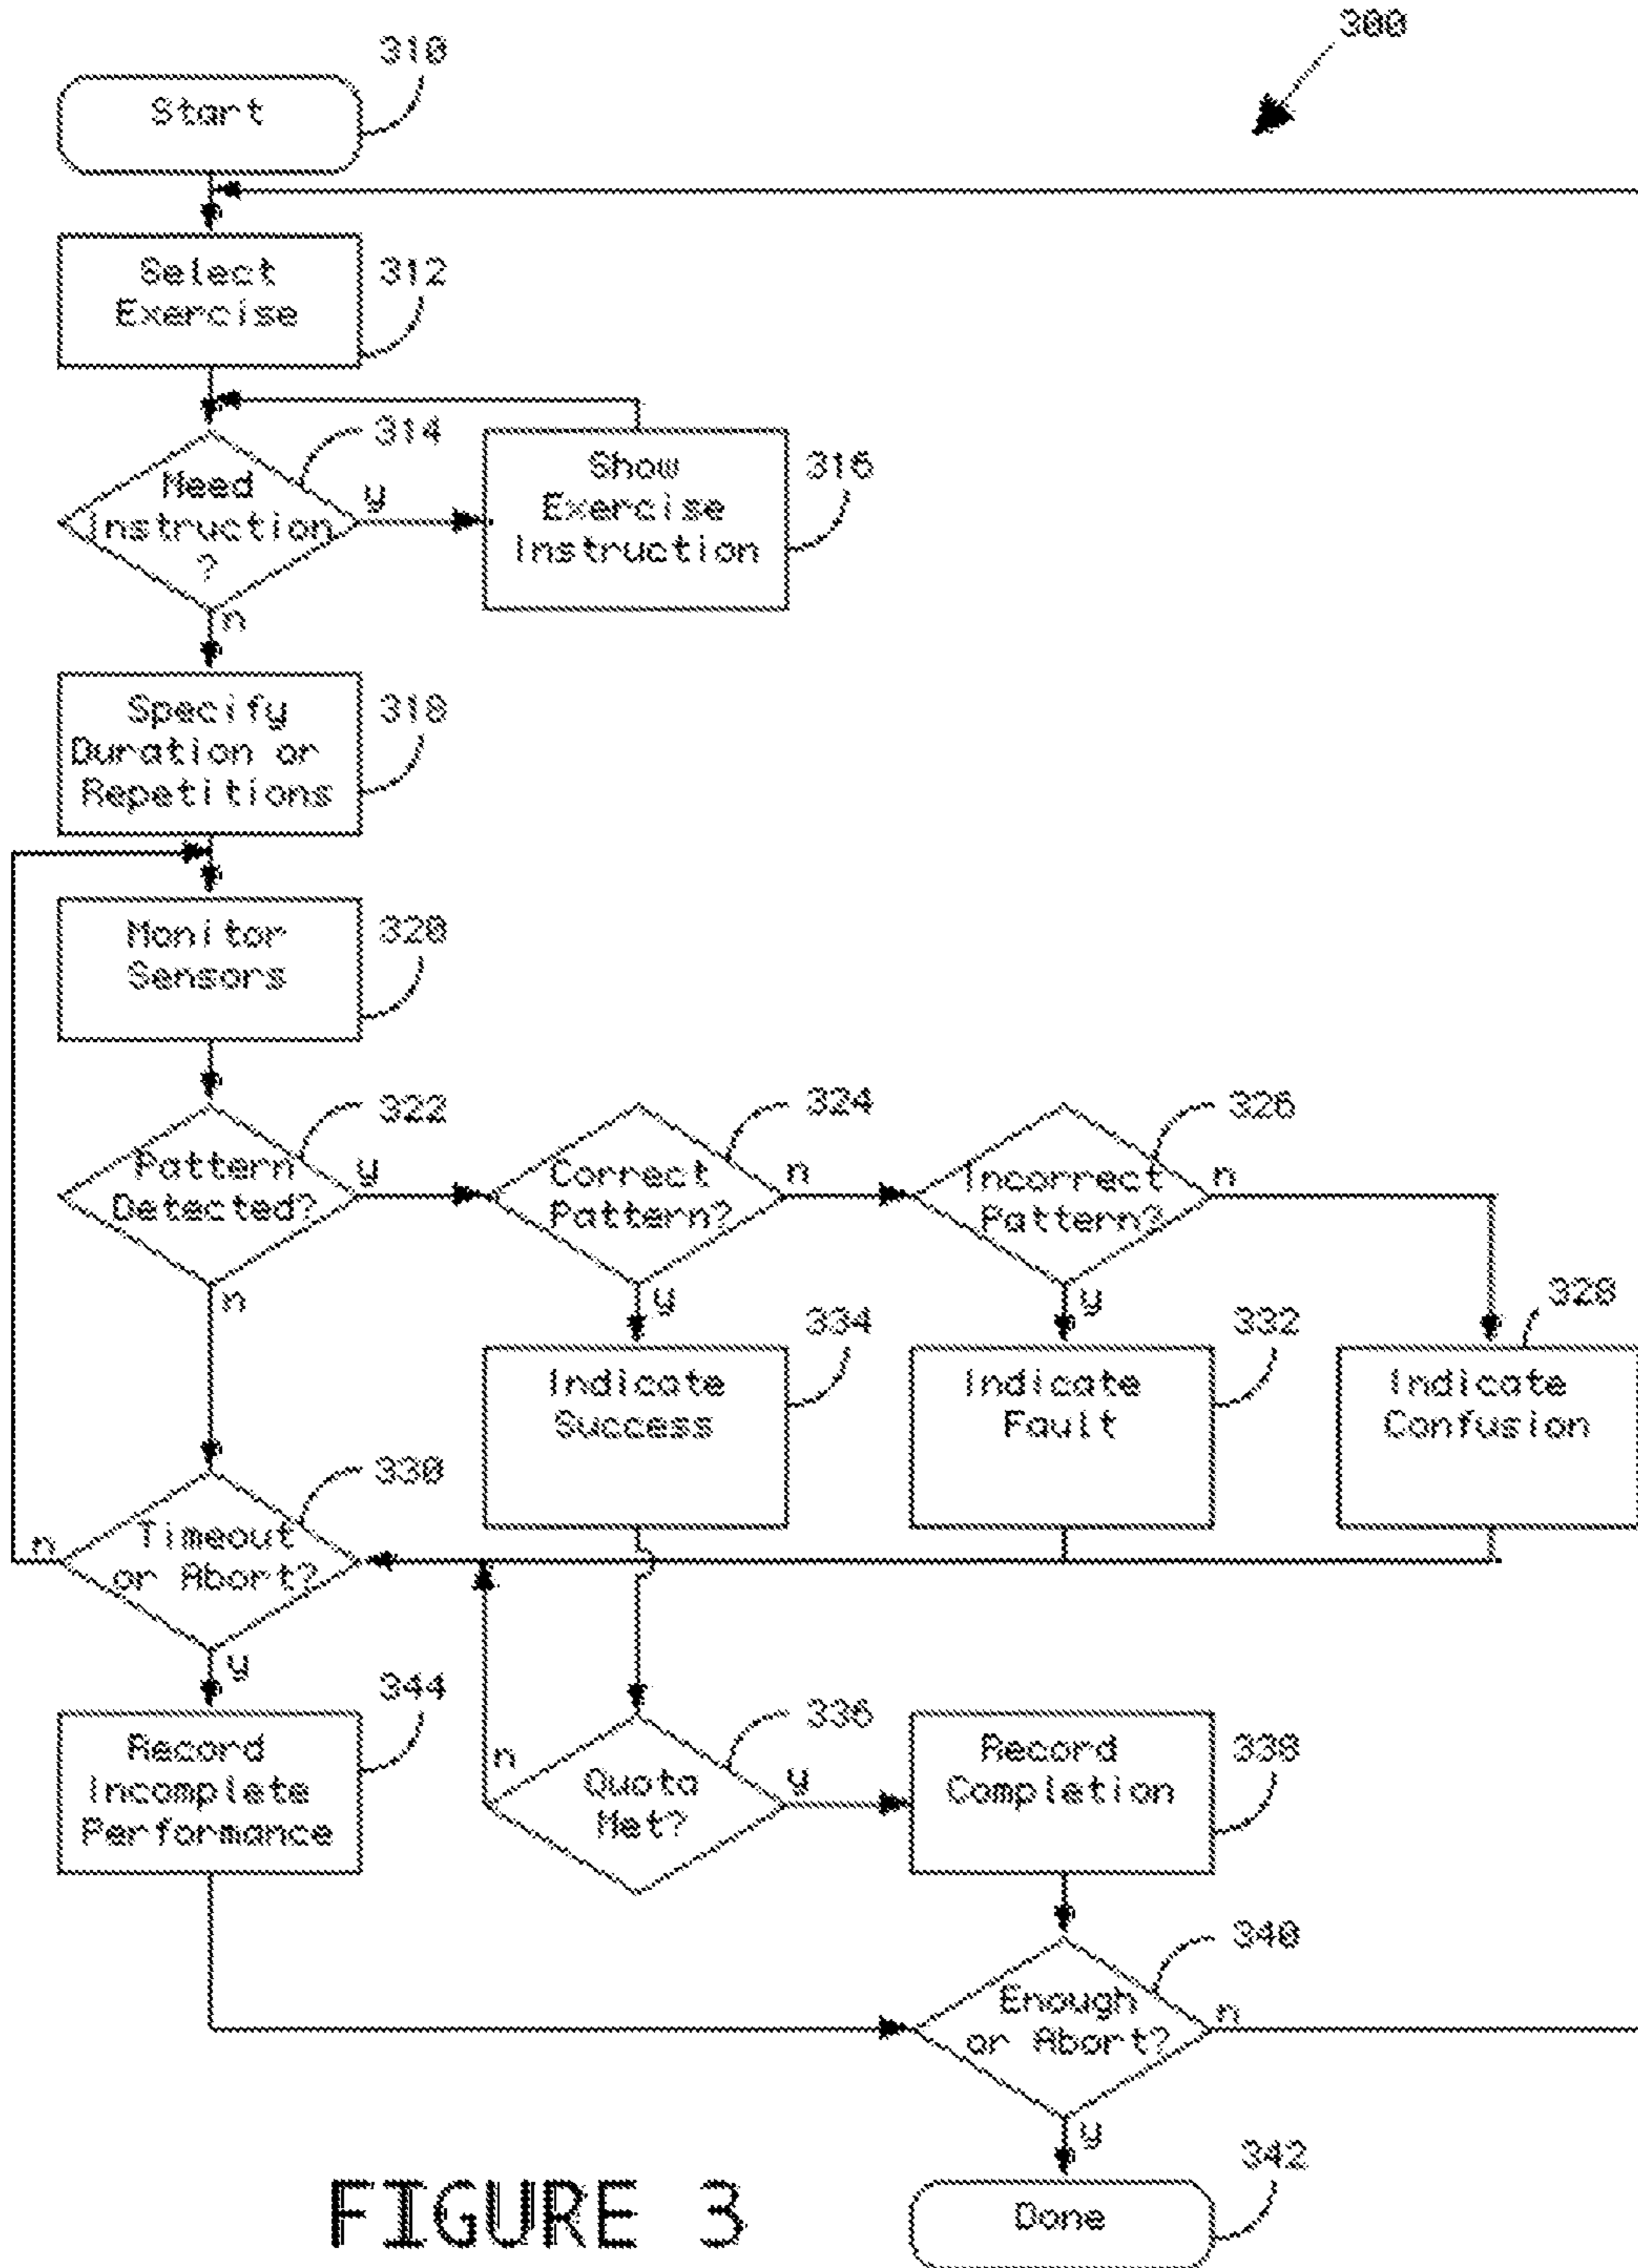 300
310
Start
Select
Exercise
312
314
Need
Instruction
?
y
n
Show
Exercise
Instruction
316
Specify
Duration or
Repetitions
318
Monitor
Sensors
320
322
Pattern
Detected?
y
n
324
Correct
Pattern?
n
y
326
Incorrect
Pattern?
n
y
334
Indicate
Success
332
Indicate
Fault
328
Indicate
Confusion
330
Timeout
or Abort?
n
y
344
Record
Incomplete
Performance
336
Quota
Met?
n
y
Record
Completion
338
340
Enough
or Abort?
n
y
342
Done
FIGURE 3